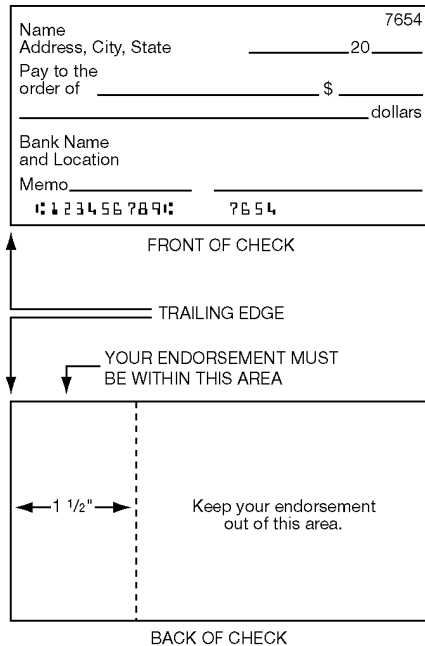 7654
Name
Address, City, State 20
Pay to the
order of $
dollars
Bank Name
and Location
Memo
⑆123456789⑆ 7654
FRONT OF CHECK
TRAILING EDGE
YOUR ENDORSEMENT MUST
BE WITHIN THIS AREA
1 1/2"
Keep your endorsement
out of this area.
BACK OF CHECK